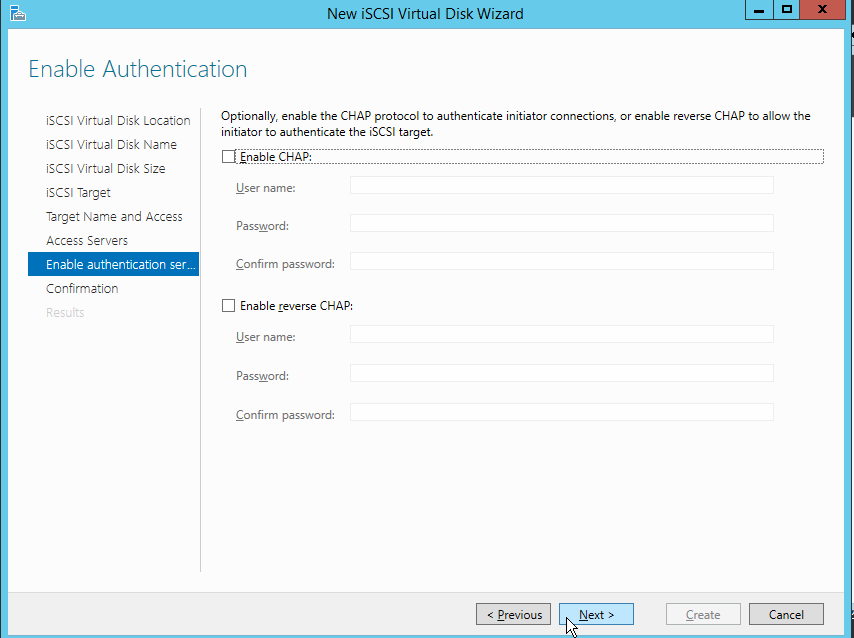 New iSCSI Virtual Disk Wizard
Enable Authentication
iSCSI Virtual Disk Location
iSCSI Virtual Disk Name
iSCSI Virtual Disk Size
iSCSI Target
Target Name and Access
Access Servers
Enable authentication ser...
Confirmation
Results
Optionally, enable the CHAP protocol to authenticate initiator connections, or enable reverse CHAP to allow the
initiator to authenticate the iSCSI target.
Enable CHAP:
User name:
Password:
Confirm password:
Enable reverse CHAP:
User name:
Password:
Confirm password:
< Previous
Next >
Create
Cancel